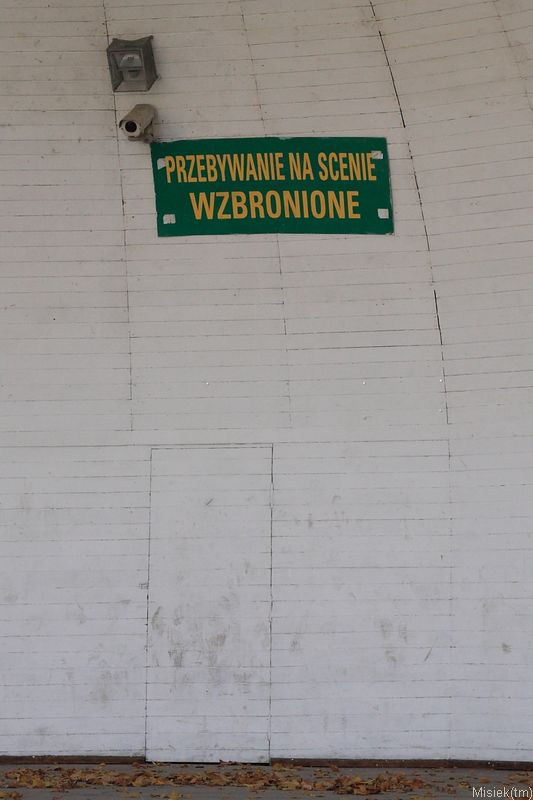 PRZEBYWANIE NA SCENIE
WZBRONIONE
Misiek(tm)